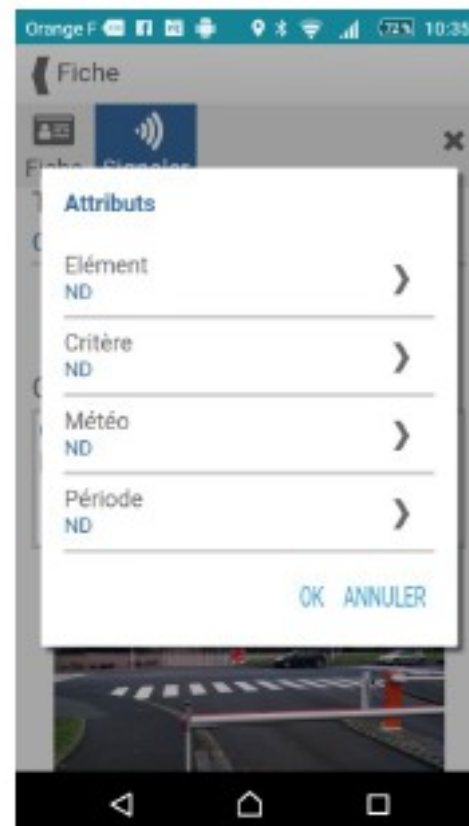 Orange F 72% 10:35
Fiche
Fiche Signaler
Attributs
Elément
ND
Critère
ND
Météo
ND
Période
ND
OK ANNULER